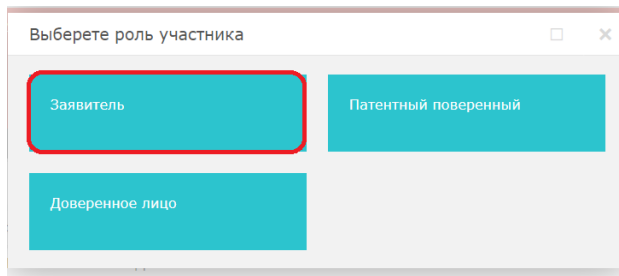 Выберете роль участника
Заявитель
Патентный поверенный
Доверенное лицо